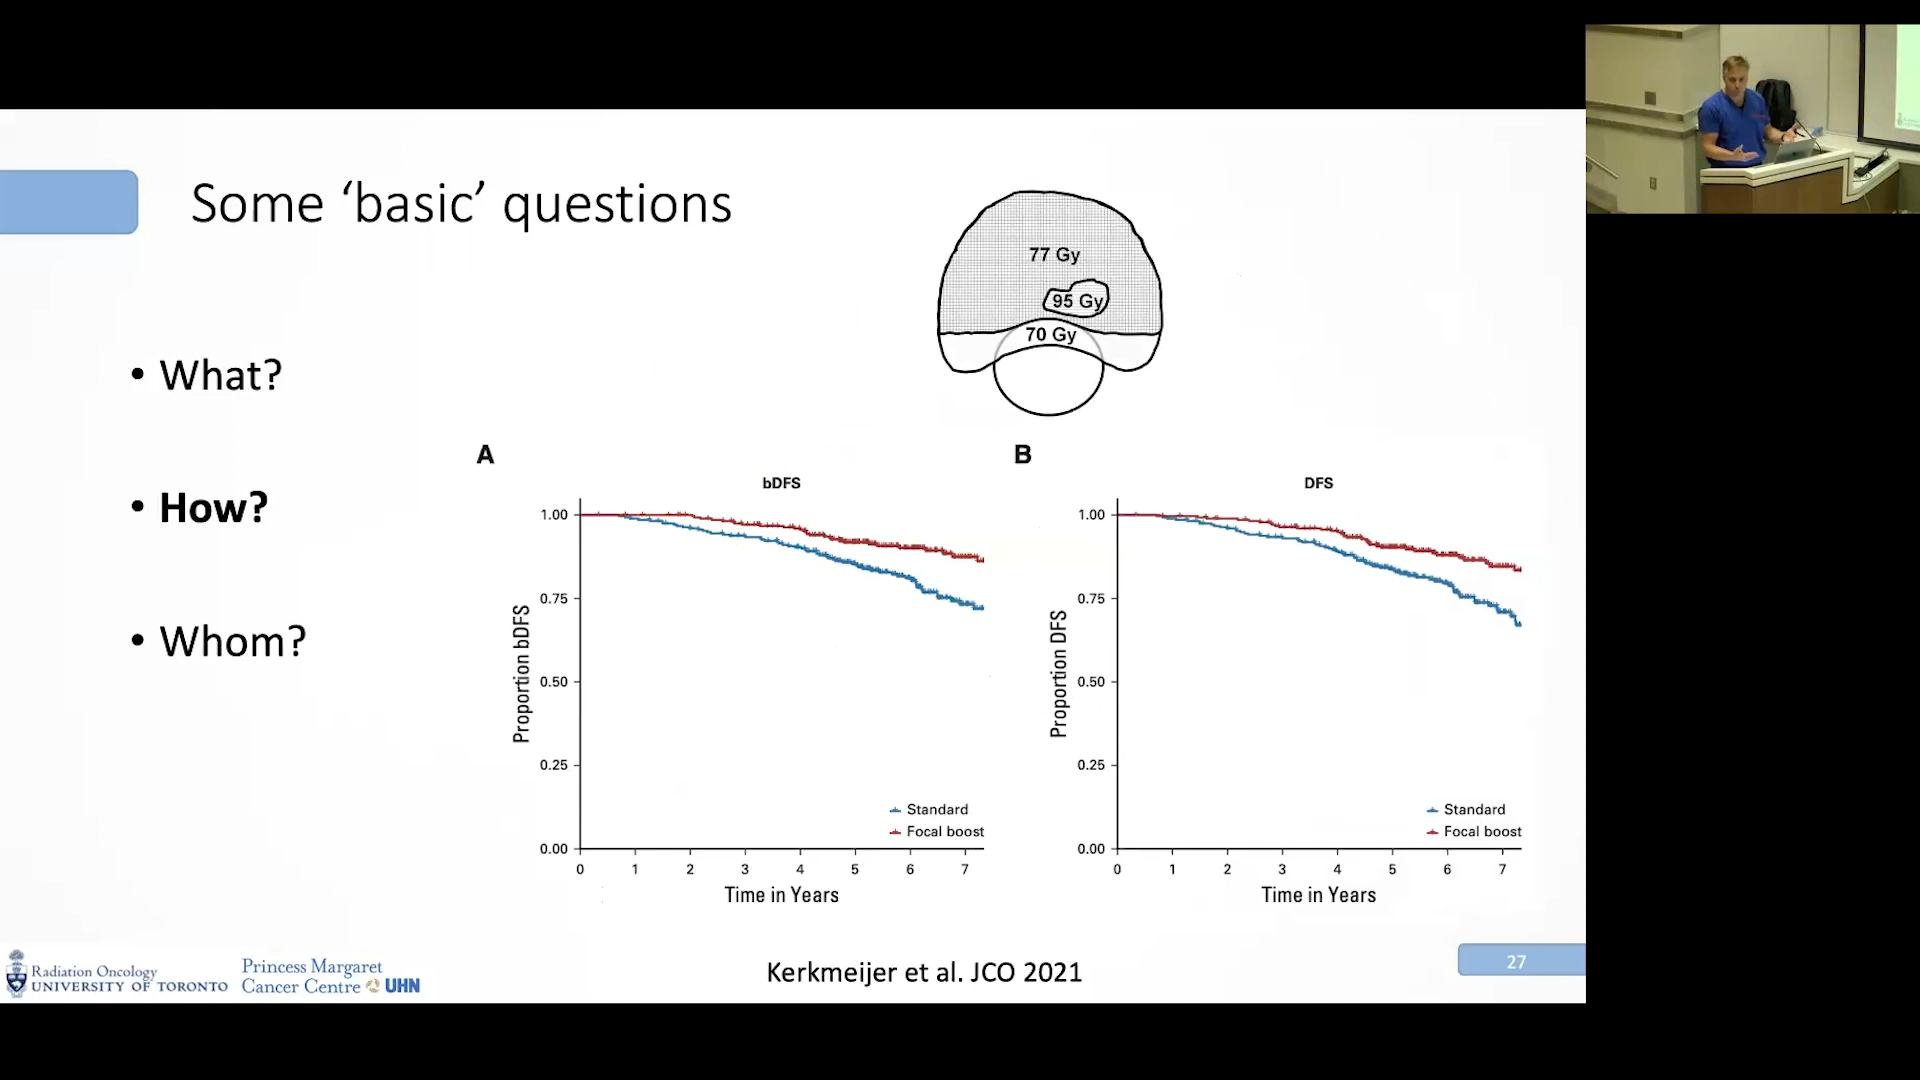 Some ‘basic’ questions
• What?
• How?
• Whom?
77 Gy
95 Gy
70 Gy
A
bDFS
Proportion bDFS
1.00
0.75
0.50
0.25
0.00
Standard
Focal boost
0 1 2 3 4 5 6 7
Time in Years
B
DFS
Proportion DFS
1.00
0.75
0.50
0.25
0.00
Standard
Focal boost
0 1 2 3 4 5 6 7
Time in Years
Kerkmeijer et al. JCO 2021
Radiation Oncology
UNIVERSITY OF TORONTO
Princess Margaret
Cancer Centre UHN
27